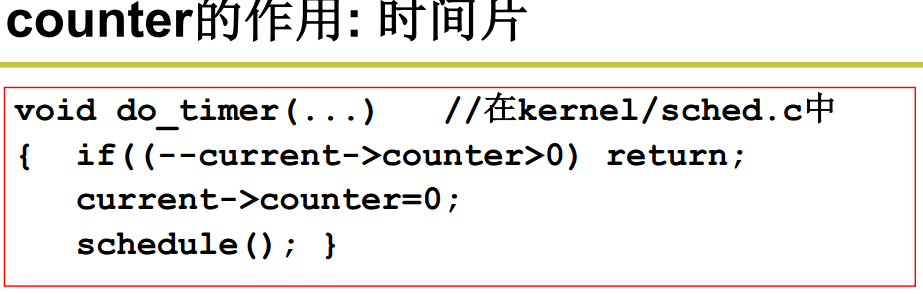 counter的作用: 时间片
void do_timer(...) //在kernel/sched.c中
{ if((--current->counter>0) return;
current->counter=0;
schedule(); }